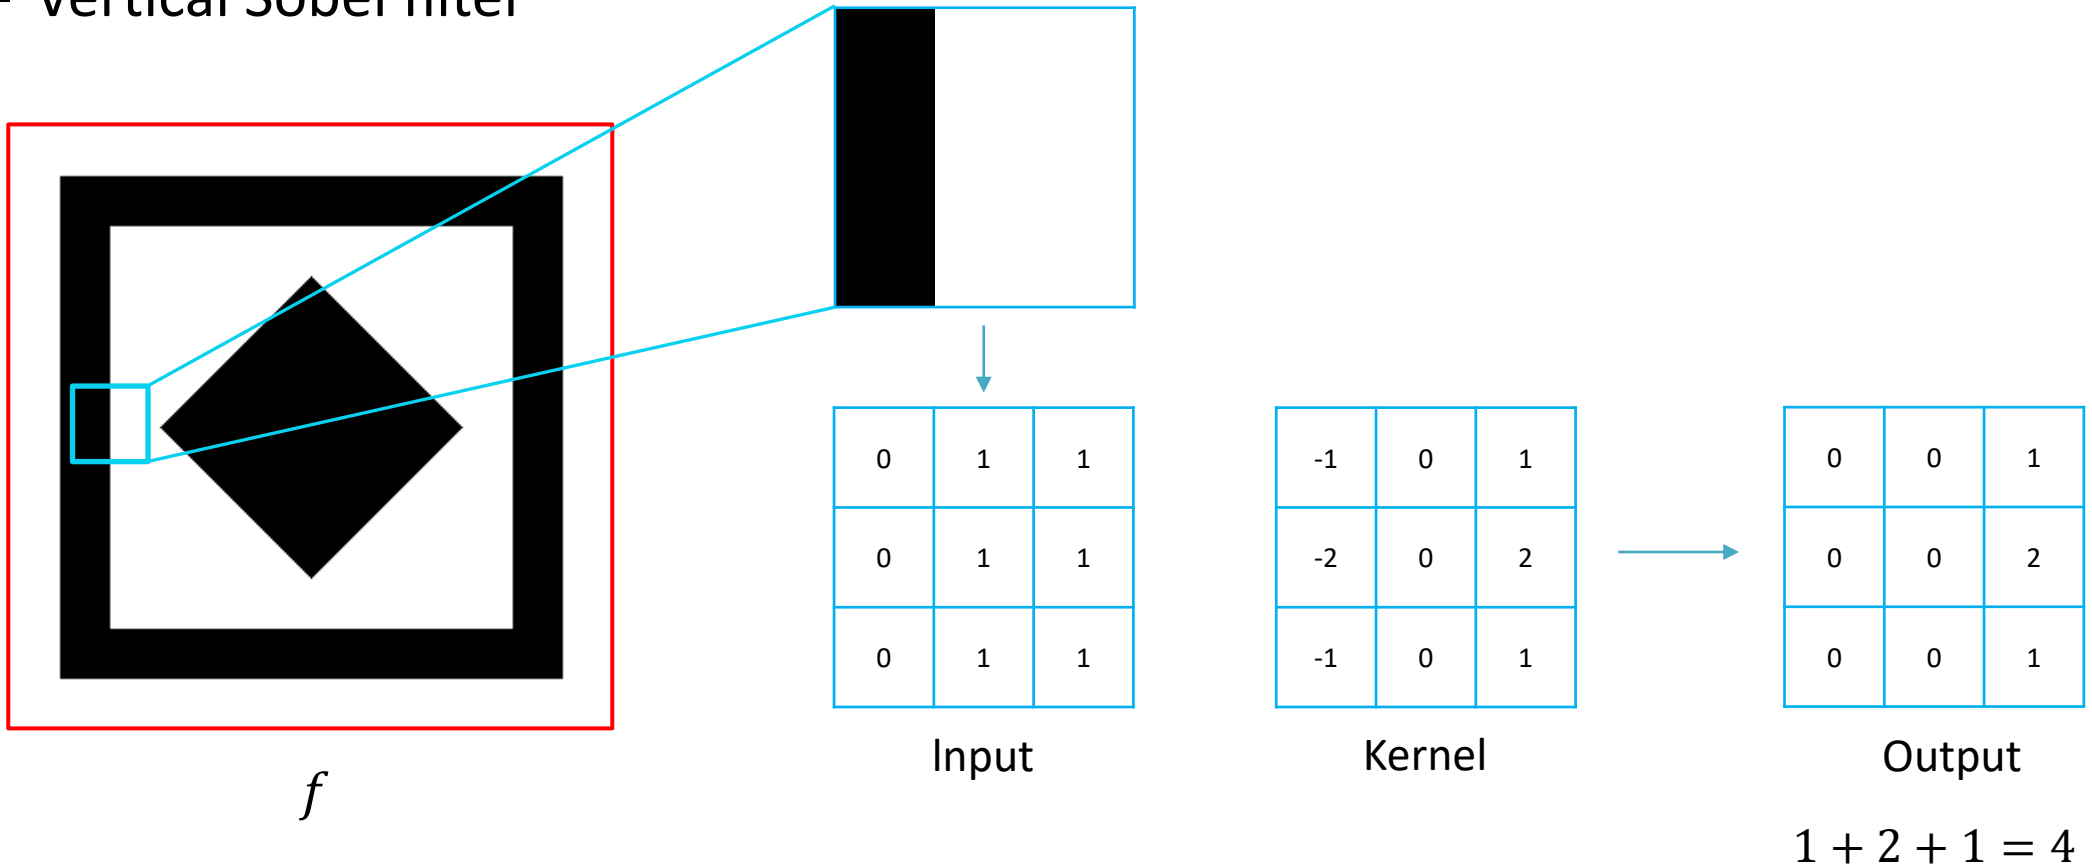 - Vertical Sobel filter
0 1 1
0 1 1
0 1 1
-1 0 1
-2 0 2
-1 0 1
0 0 1
0 0 2
0 0 1
Input
Kernel
Output
f
1 + 2 + 1 = 4